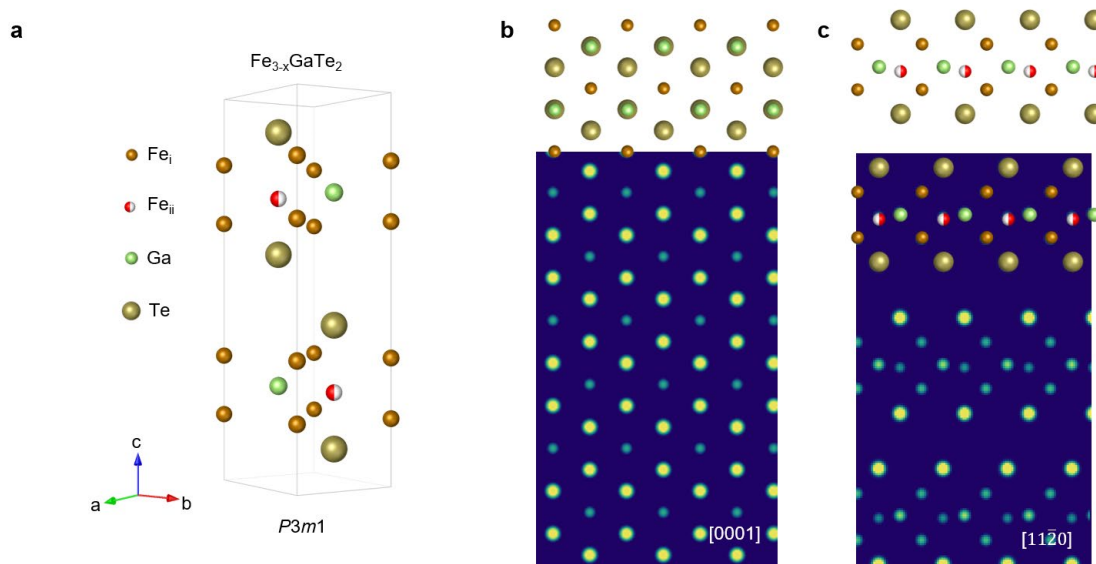 a
b
c
Fe₃₋ₓGaTe₂
Feᵢ
Feᵢᵢ
Ga
Te
c
a
b
P3m1
[0001]
[112̅0]